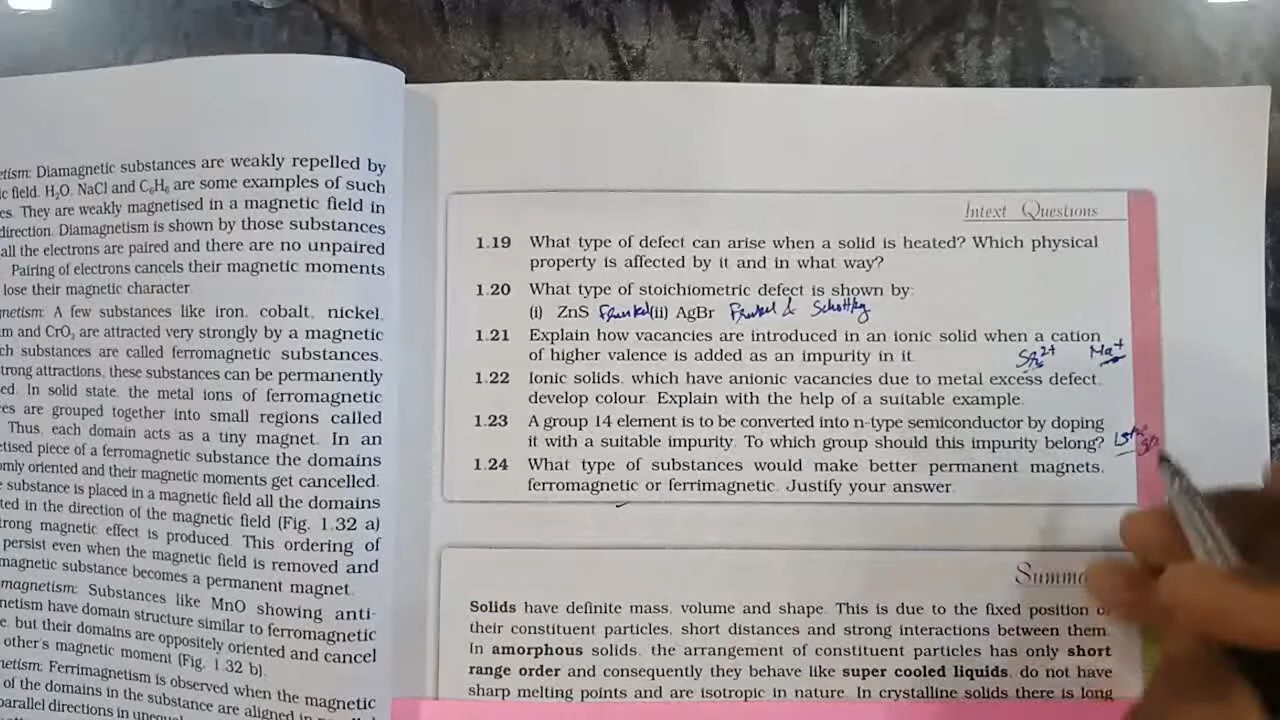 etism: Diamagnetic substances are weakly repelled by
ic field. H₂O, NaCl and C₆H₆ are some examples of such
es. They are weakly magnetised in a magnetic field in
direction. Diamagnetism is shown by those substances
all the electrons are paired and there are no unpaired
Pairing of electrons cancels their magnetic moments
lose their magnetic character.
gnetism: A few substances like iron, cobalt, nickel,
m and CrO₂ are attracted very strongly by a magnetic
ch substances are called ferromagnetic substances.
trong attractions, these substances can be permanently
ed. In solid state, the metal ions of ferromagnetic
es are grouped together into small regions called
Thus, each domain acts as a tiny magnet. In an
etised piece of a ferromagnetic substance the domains
omly oriented and their magnetic moments get cancelled.
substance is placed in a magnetic field all the domains
ted in the direction of the magnetic field (Fig. 1.32 a)
trong magnetic effect is produced. This ordering of
persist even when the magnetic field is removed and
magnetic substance becomes a permanent magnet.
magnetism: Substances like MnO showing anti-
netism have domain structure similar to ferromagnetic
e, but their domains are oppositely oriented and cancel
other's magnetic moment (Fig. 1.32 b).
netism: Ferrimagnetism is observed when the magnetic
of the domains in the substance are aligned in
parallel directions in
Intext Questions
1.19 What type of defect can arise when a solid is heated? Which physical
property is affected by it and in what way?
1.20 What type of stoichiometric defect is shown by:
(i) ZnS Frenkel (ii) AgBr Frenkel & Schottky
1.21 Explain how vacancies are introduced in an ionic solid when a cation
of higher valence is added as an impurity in it. Sr²⁺ Na⁺
1.22 Ionic solids, which have anionic vacancies due to metal excess defect,
develop colour. Explain with the help of a suitable example.
1.23 A group 14 element is to be converted into n-type semiconductor by doping
it with a suitable impurity. To which group should this impurity belong? 15th
1.24 What type of substances would make better permanent magnets,
ferromagnetic or ferrimagnetic. Justify your answer.
Summa
Solids have definite mass, volume and shape. This is due to the fixed position o
their constituent particles, short distances and strong interactions between them.
In amorphous solids, the arrangement of constituent particles has only short
range order and consequently they behave like super cooled liquids, do not have
sharp melting points and are isotropic in nature. In crystalline solids there is long